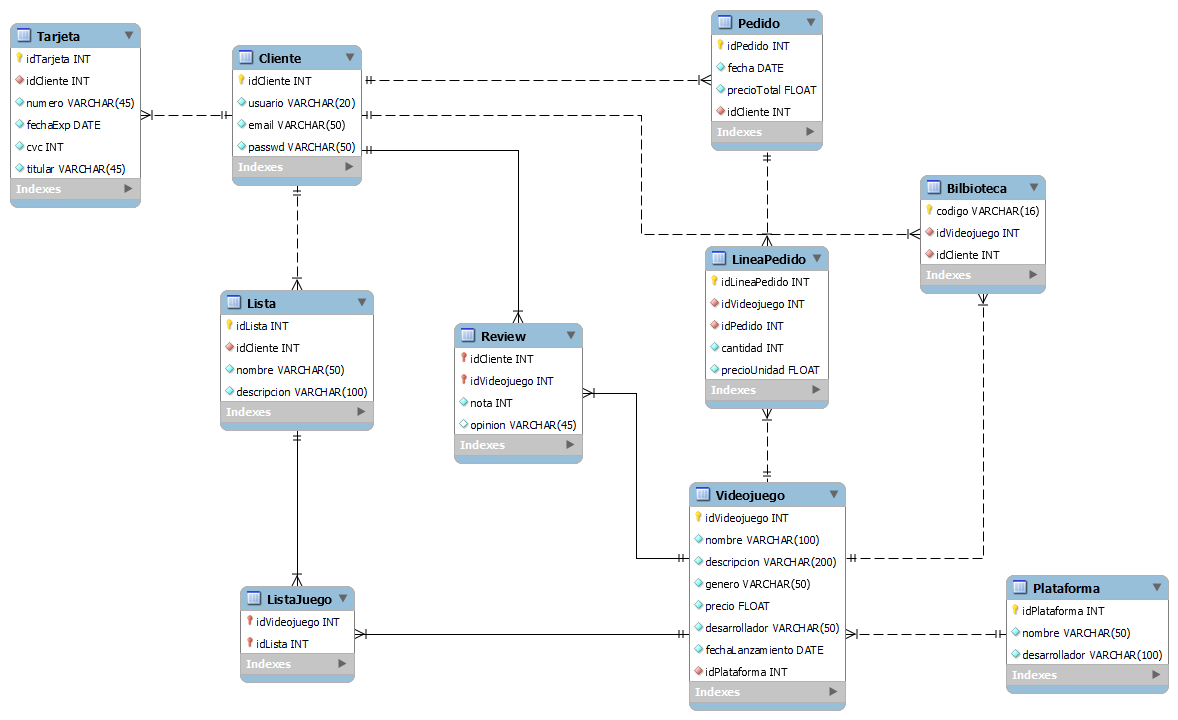 Tarjeta
idTarjeta INT
idCliente INT
numero VARCHAR(45)
fechaExp DATE
cvc INT
titular VARCHAR(45)
Indexes
Cliente
idCliente INT
usuario VARCHAR(20)
email VARCHAR(50)
passwd VARCHAR(50)
Indexes
Pedido
idPedido INT
fecha DATE
precioTotal FLOAT
idCliente INT
Indexes
Bilbioteca
codigo VARCHAR(16)
idVideojuego INT
idCliente INT
Indexes
LineaPedido
idLineaPedido INT
idVideojuego INT
idPedido INT
cantidad INT
precioUnidad FLOAT
Indexes
Lista
idLista INT
idCliente INT
nombre VARCHAR(50)
descripcion VARCHAR(100)
Indexes
Review
idCliente INT
idVideojuego INT
nota INT
opinion VARCHAR(45)
Indexes
Videojuego
idVideojuego INT
nombre VARCHAR(100)
descripcion VARCHAR(200)
genero VARCHAR(50)
precio FLOAT
desarrollador VARCHAR(50)
fechaLanzamiento DATE
idPlataforma INT
Indexes
ListaJuego
idVideojuego INT
idLista INT
Indexes
Plataforma
idPlataforma INT
nombre VARCHAR(50)
desarrollador VARCHAR(100)
Indexes